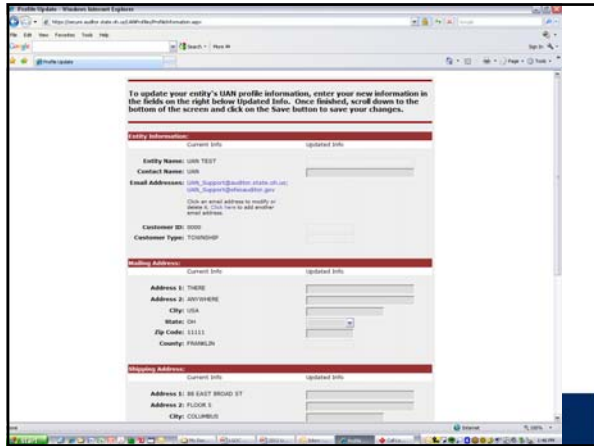 Profile Update - Windows Internet Explorer
File Edit View Favorites Tools Help
Google
Search
More
Sign In
Profile Update
Page
Tools
To update your entity's UAN profile information, enter your new information in
the fields on the right below Updated Info. Once finished, scroll down to the
bottom of the screen and click on the Save button to save your changes.
Entity Information:
Current Info Updated Info
Entity Name: UAN TEST
Contact Name: UAN
Email Addresses: UAN_Support@auditor.state.oh.us;
UAN_Support@ohioauditor.gov
Click an email address to modify or
delete it. Click here to add another
email address.
Customer ID: 0000
Customer Type: TOWNSHIP
Mailing Address:
Current Info Updated Info
Address 1: THERE
Address 2: ANYWHERE
City: USA
State: OH
Zip Code: 11111
County: FRANKLIN
Shipping Address:
Current Info Updated Info
Address 1: 88 EAST BROAD ST
Address 2: FLOOR 5
City: COLUMBUS
Internet